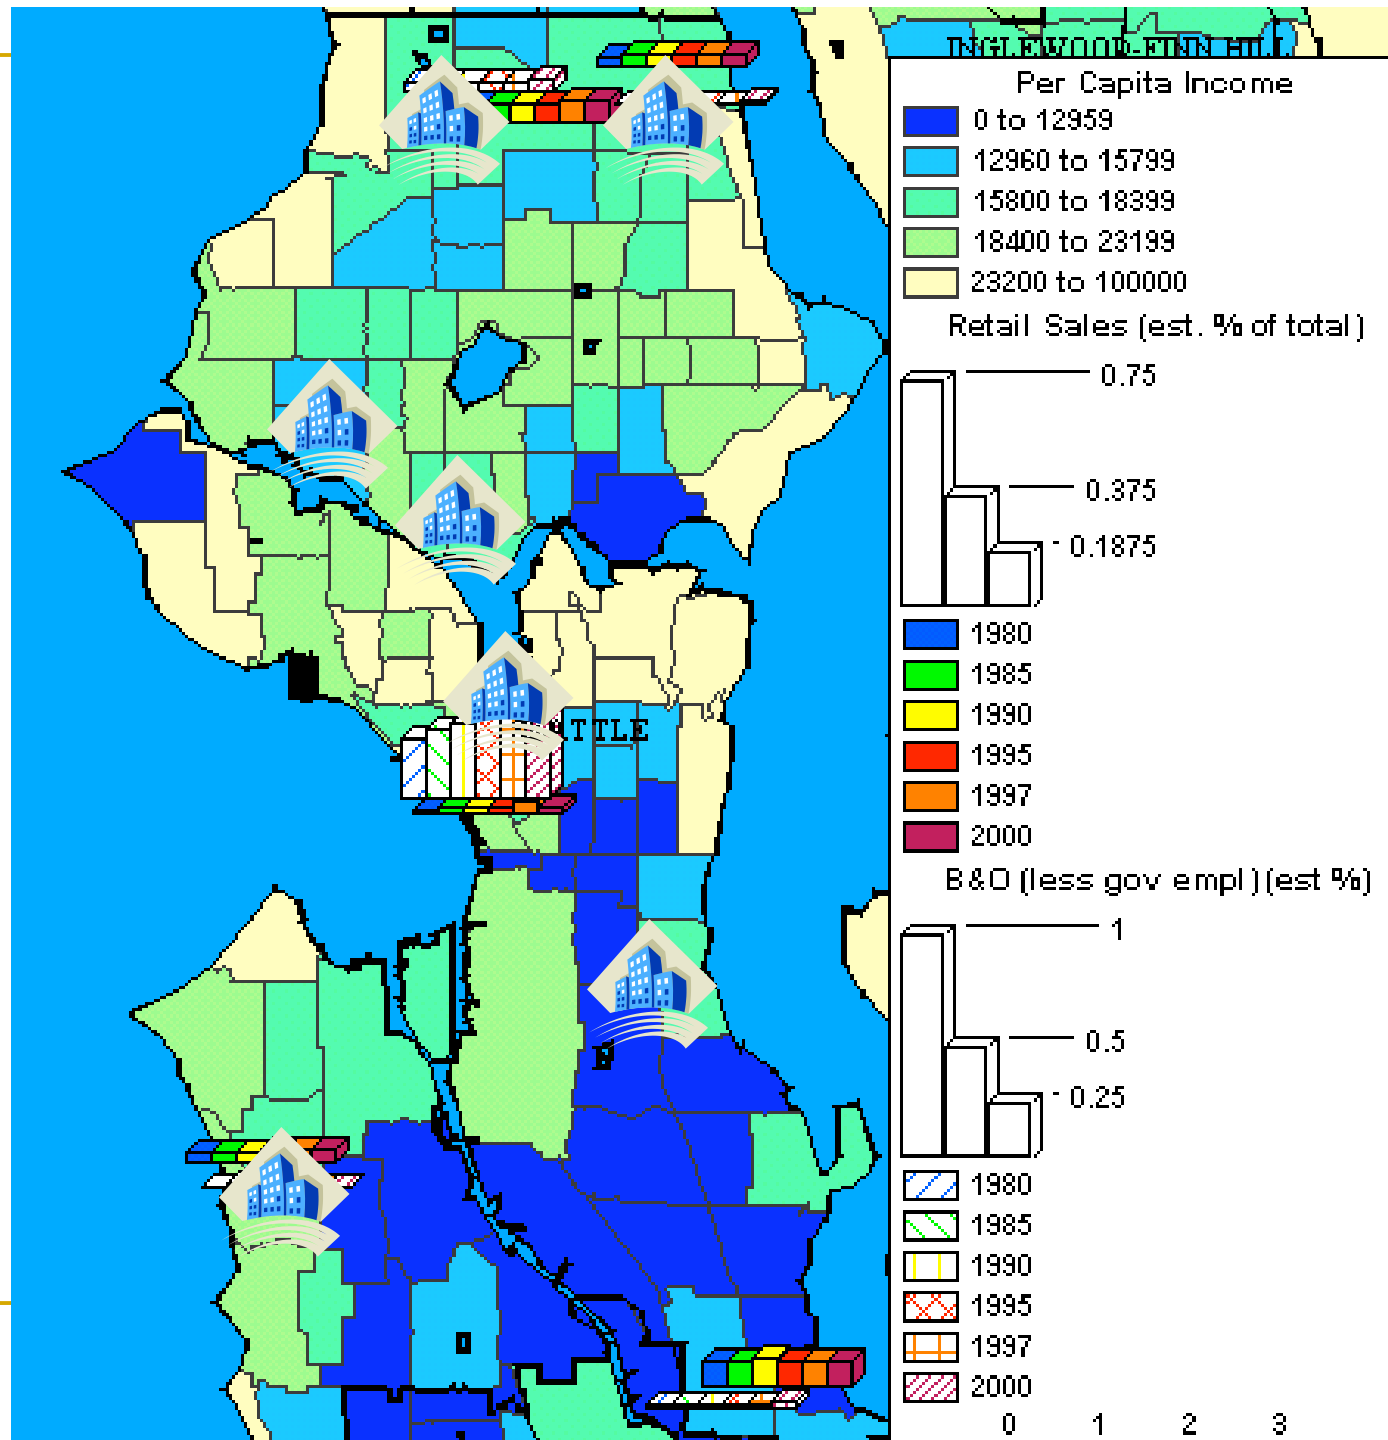 INGLEWOOD-FINN HILL
Per Capita Income
0 to 12959
12960 to 15799
15800 to 18399
18400 to 23199
23200 to 100000
Retail Sales (est. % of total)
0.75
0.375
0.1875
1980
1985
1990
1995
1997
2000
TTLE
B&O (less gov empl)(est %)
1
0.5
0.25
1980
1985
1990
1995
1997
2000
0 1 2 3